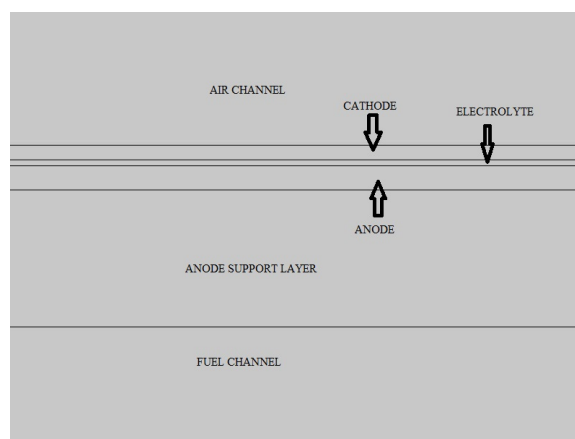 AIR CHANNEL
CATHODE
ELECTROLYTE
ANODE
ANODE SUPPORT LAYER
FUEL CHANNEL